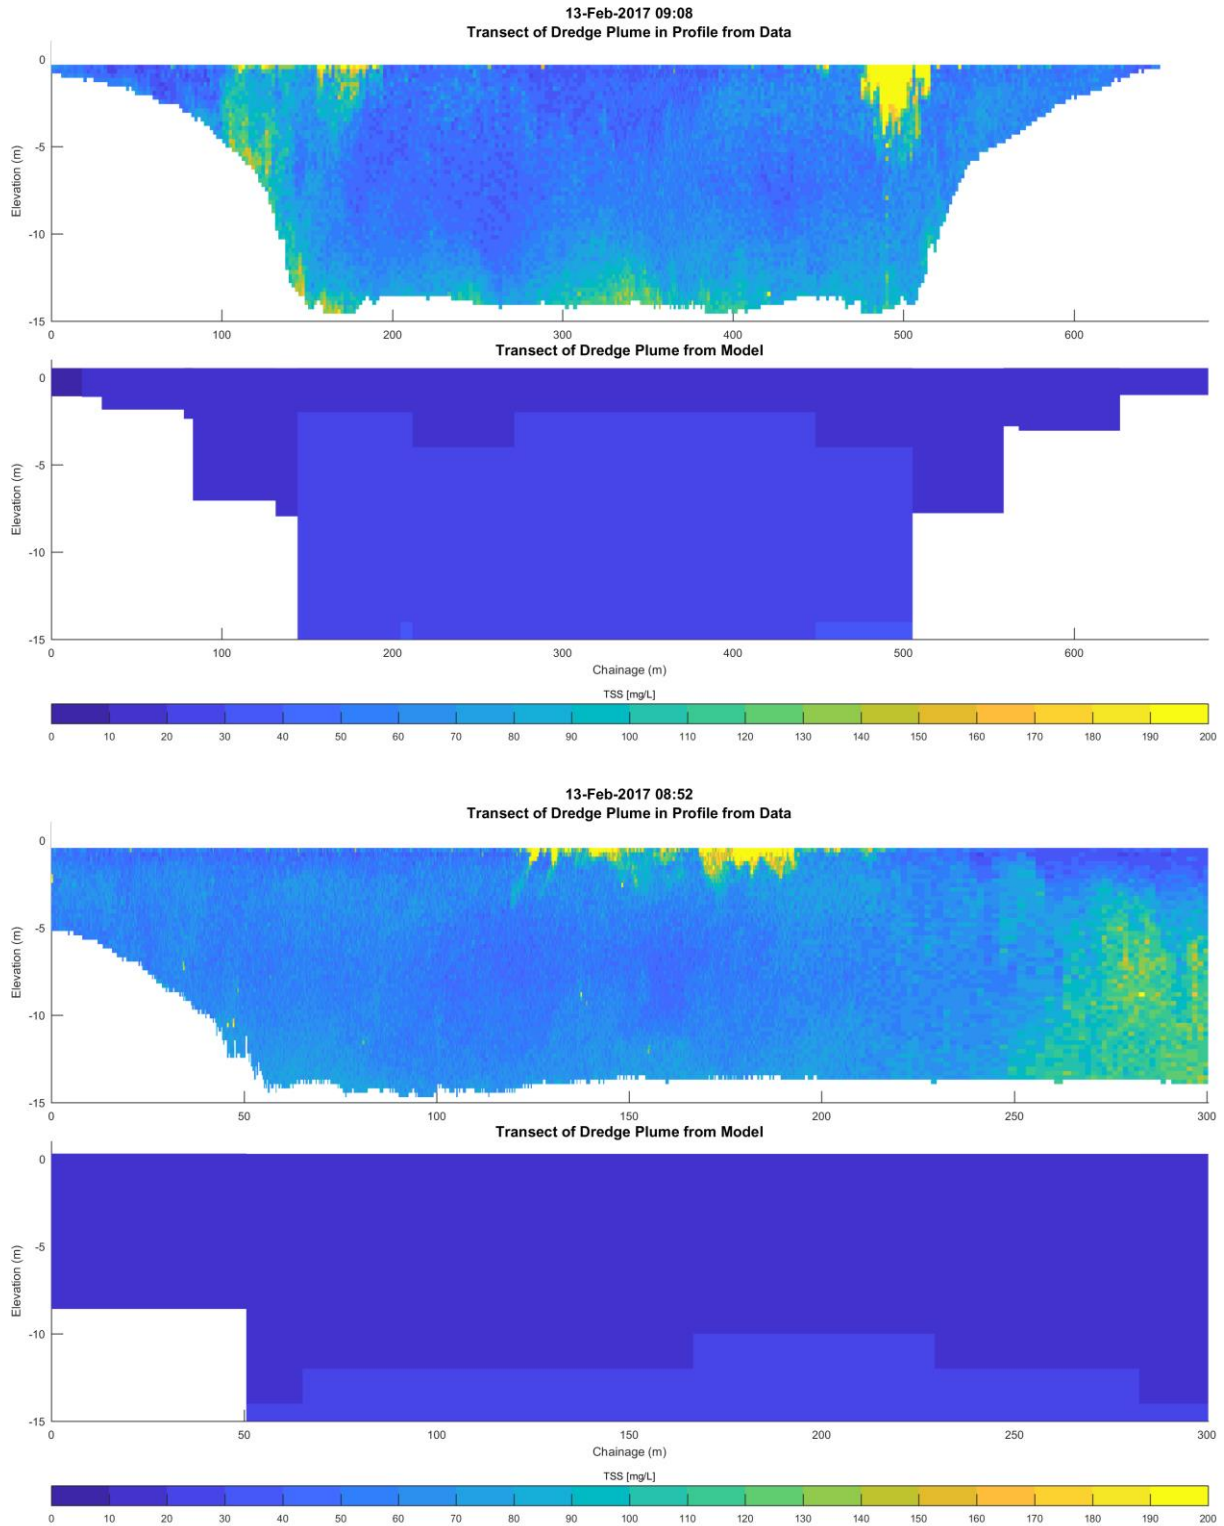 13-Feb-2017 09:08
Transect of Dredge Plume in Profile from Data
0
-5
-10
-15
Elevation (m)
0 100 200 300 400 500 600
Transect of Dredge Plume from Model
0
-5
-10
-15
Elevation (m)
0 100 200 300 400 500 600
Chainage (m)
TSS [mg/L]
0 10 20 30 40 50 60 70 80 90 100 110 120 130 140 150 160 170 180 190 200
13-Feb-2017 08:52
Transect of Dredge Plume in Profile from Data
0
-5
-10
-15
Elevation (m)
0 50 100 150 200 250 300
Transect of Dredge Plume from Model
0
-5
-10
-15
Elevation (m)
0 50 100 150 200 250 300
Chainage (m)
TSS [mg/L]
0 10 20 30 40 50 60 70 80 90 100 110 120 130 140 150 160 170 180 190 200